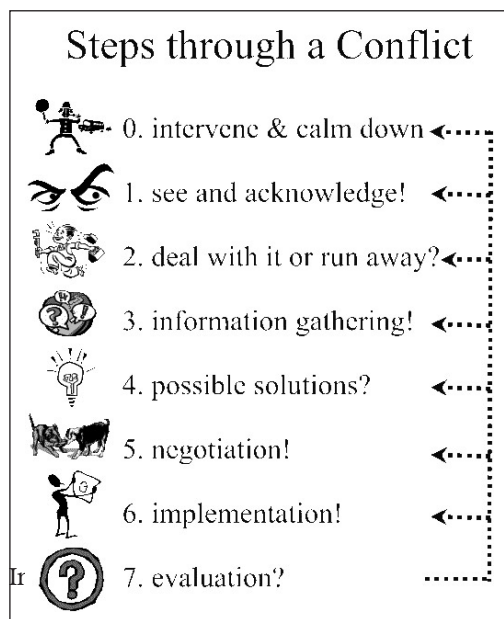 Steps through a Conflict
0. intervene & calm down
1. see and acknowledge!
2. deal with it or run away?
3. information gathering!
4. possible solutions?
5. negotiation!
6. implementation!
Ir ? 7. evaluation?